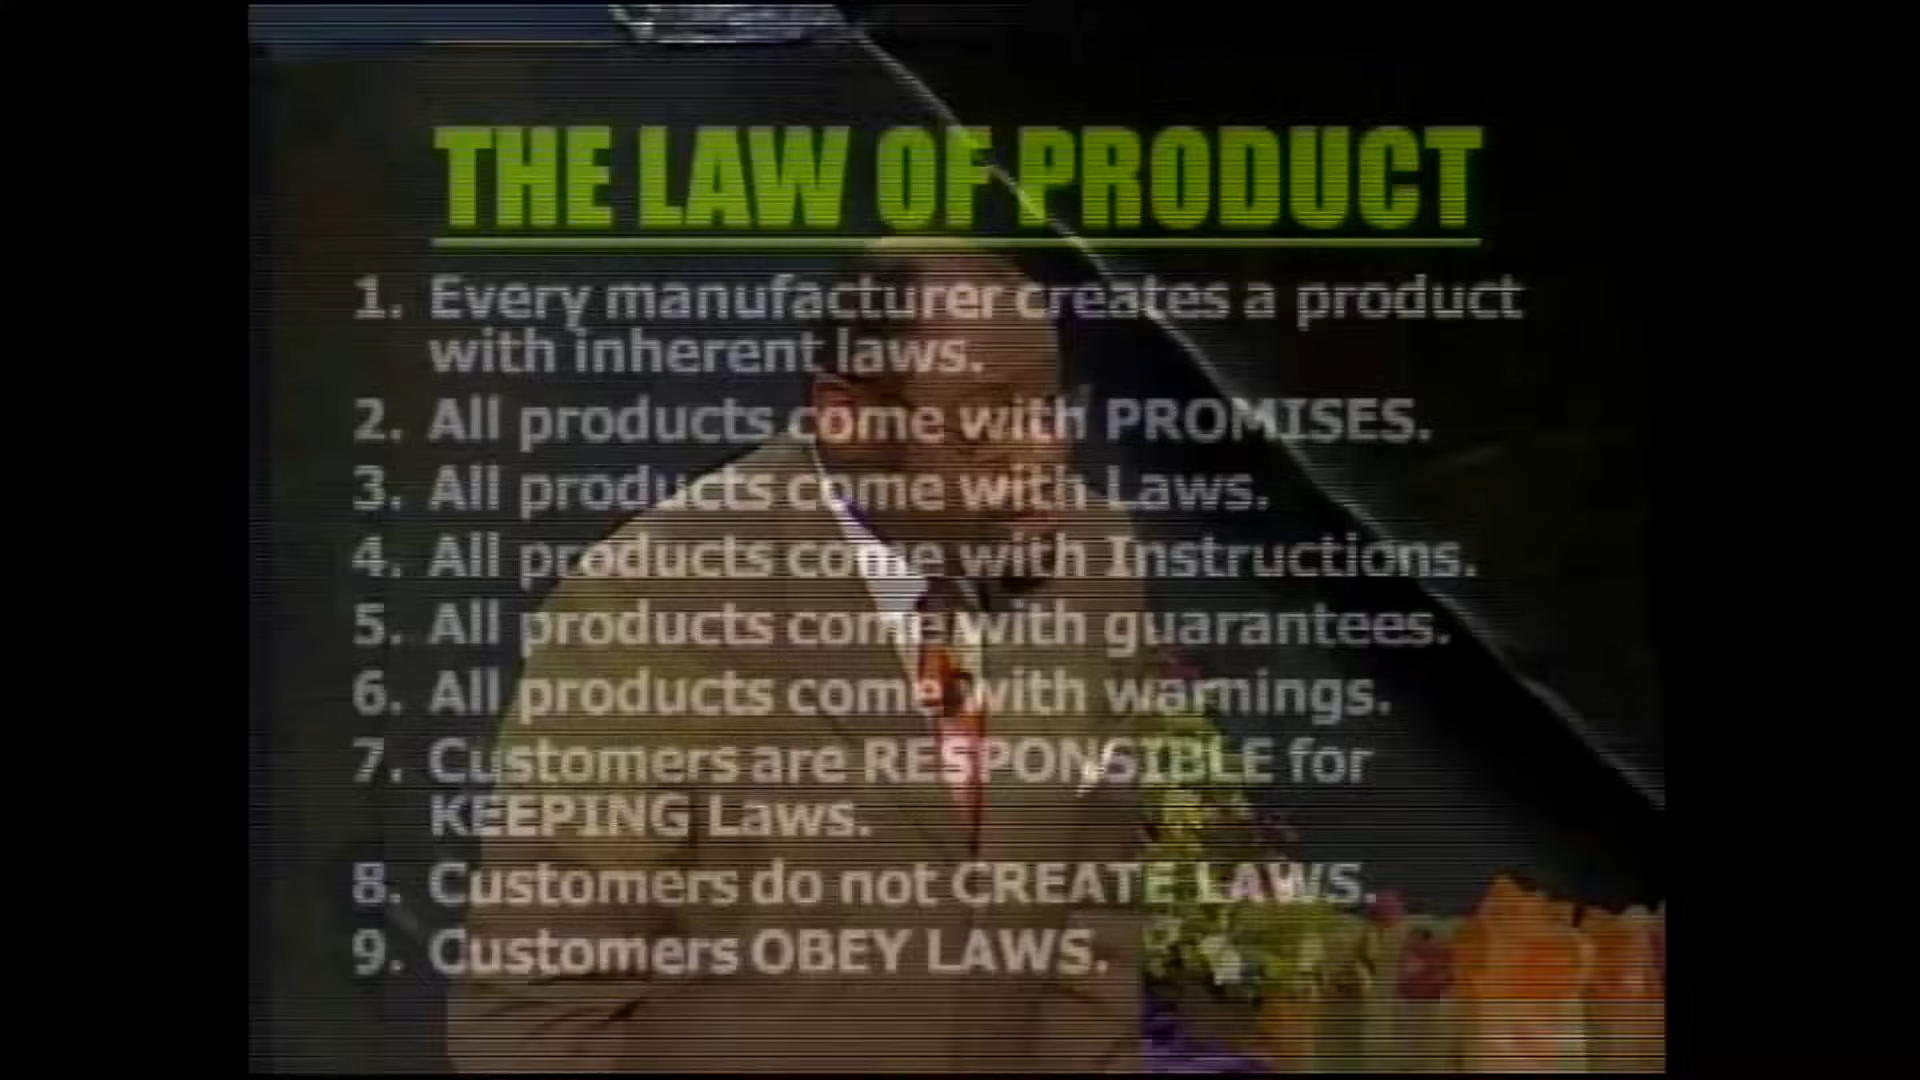 THE LAW OF PRODUCT
1. Every manufacturer creates a product
with inherent laws.
2. All products come with PROMISES.
3. All products come with Laws.
4. All products come with Instructions.
5. All products come with guarantees.
6. All products come with warnings.
7. Customers are RESPONSIBLE for
KEEPING Laws.
8. Customers do not CREATE LAWS.
9. Customers OBEY LAWS.